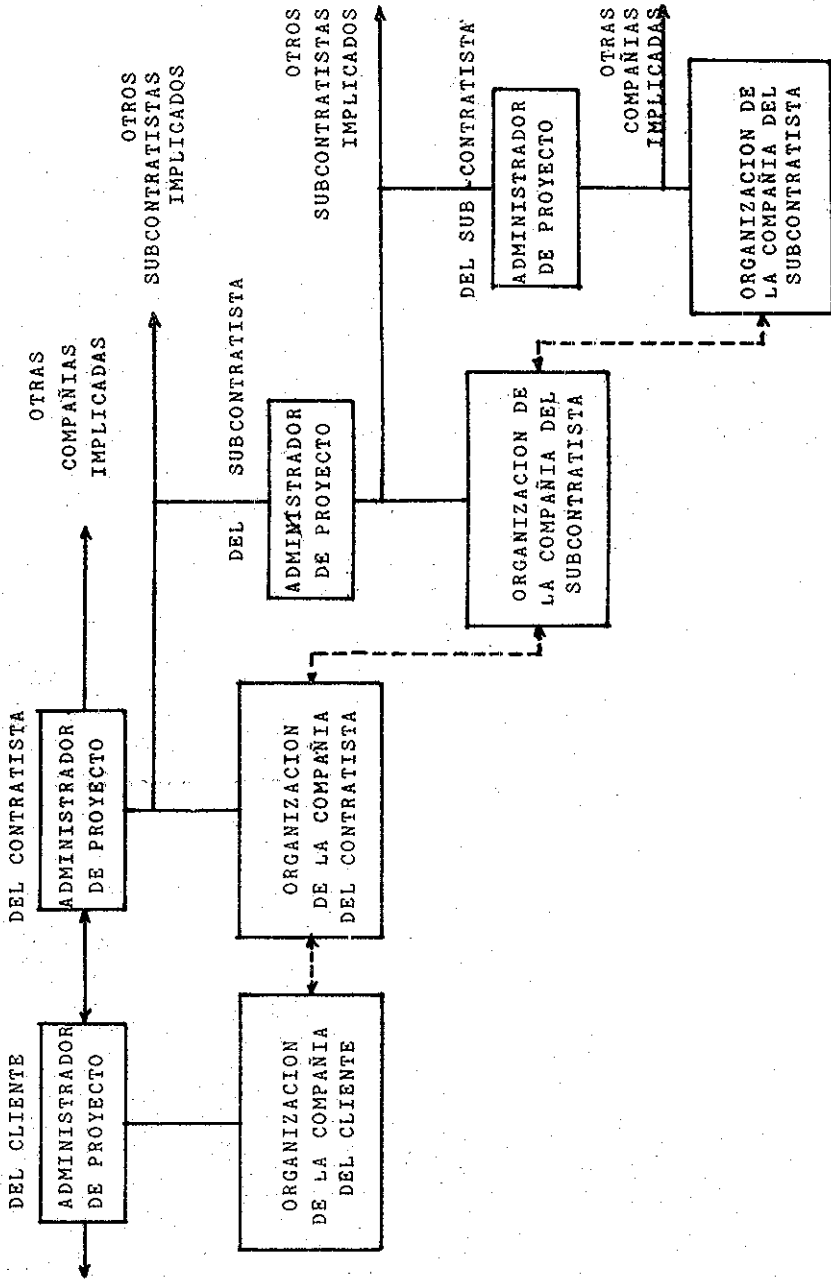 DEL CLIENTE
ADMINISTRADOR
DE PROYECTO
ORGANIZACION
DE LA COMPAÑIA
DEL CLIENTE
DEL CONTRATISTA
ADMINISTRADOR
DE PROYECTO
ORGANIZACION
DE LA COMPAÑIA
DEL CONTRATISTA
OTRAS
COMPAÑIAS
IMPLICADAS
OTROS
SUBCONTRATISTAS
IMPLICADOS
DEL SUBCONTRATISTA
ADMINISTRADOR
DE PROYECTO
ORGANIZACION DE
LA COMPAÑIA DEL
SUBCONTRATISTA
OTROS
SUBCONTRATISTAS
IMPLICADOS
DEL SUB-CONTRATISTA
ADMINISTRADOR
DE PROYECTO
OTRAS
COMPAÑIAS
IMPLICADAS
ORGANIZACION DE
LA COMPAÑIA DEL
SUBCONTRATISTA